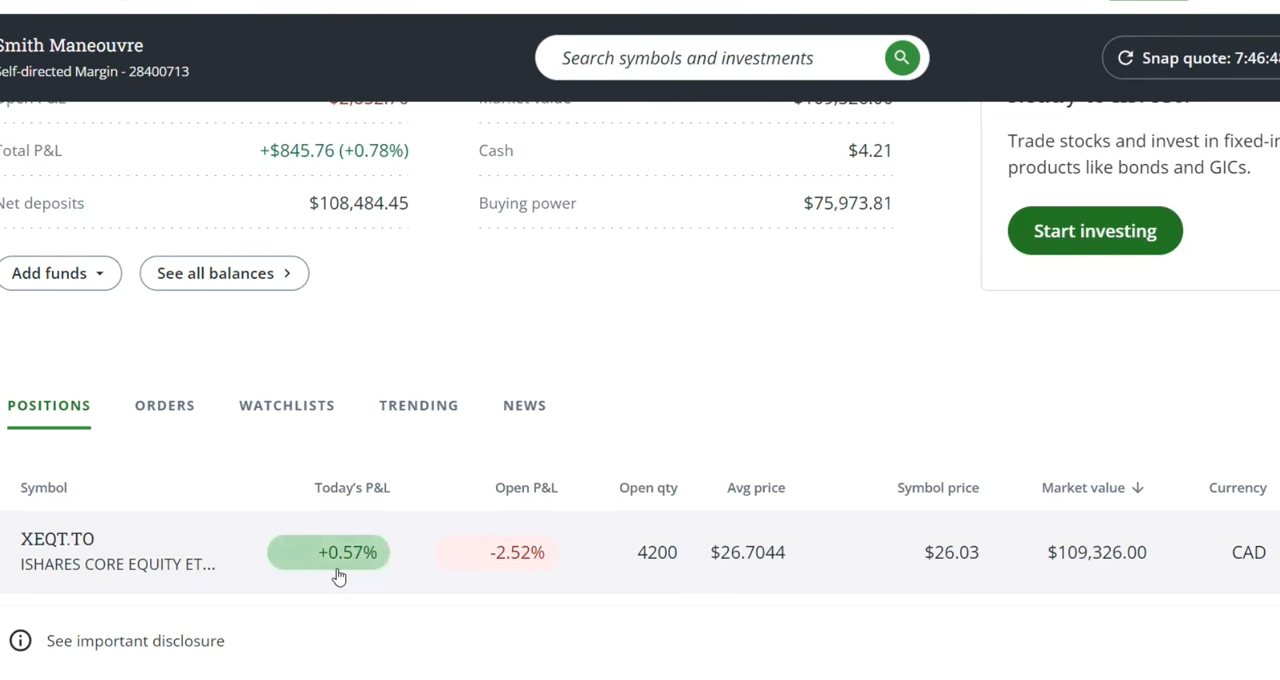 Smith Maneouvre
Self-directed Margin - 28400713
Search symbols and investments
Snap quote: 7:46:48
Total P&L +$845.76 (+0.78%) Cash $4.21
Net deposits $108,484.45 Buying power $75,973.81
Trade stocks and invest in fixed-in
products like bonds and GICs.
Start investing
Add funds See all balances
POSITIONS ORDERS WATCHLISTS TRENDING NEWS
Symbol Today's P&L Open P&L Open qty Avg price Symbol price Market value Currency
XEQT.TO
ISHARES CORE EQUITY ET...
+0.57% -2.52% 4200 $26.7044 $26.03 $109,326.00 CAD
See important disclosure